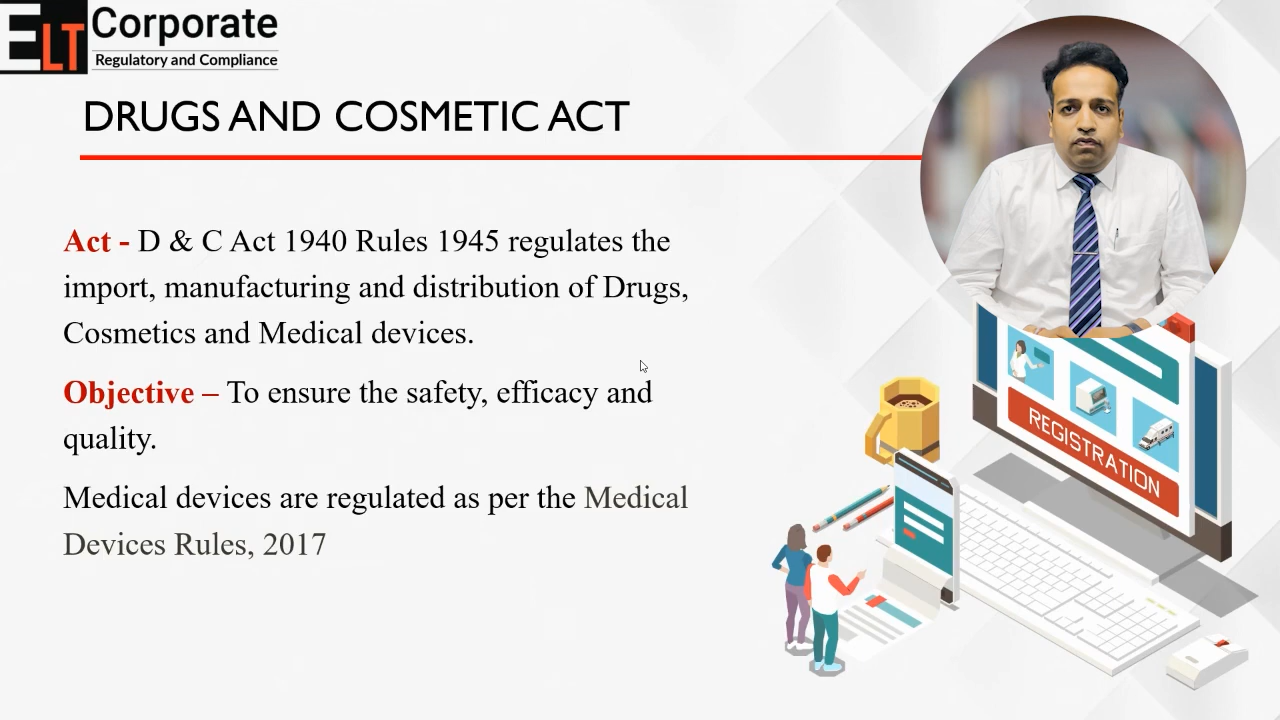 ELT Corporate
Regulatory and Compliance
DRUGS AND COSMETIC ACT
Act - D & C Act 1940 Rules 1945 regulates the
import, manufacturing and distribution of Drugs,
Cosmetics and Medical devices.
Objective – To ensure the safety, efficacy and
quality.
Medical devices are regulated as per the Medical
Devices Rules, 2017
REGISTRATION